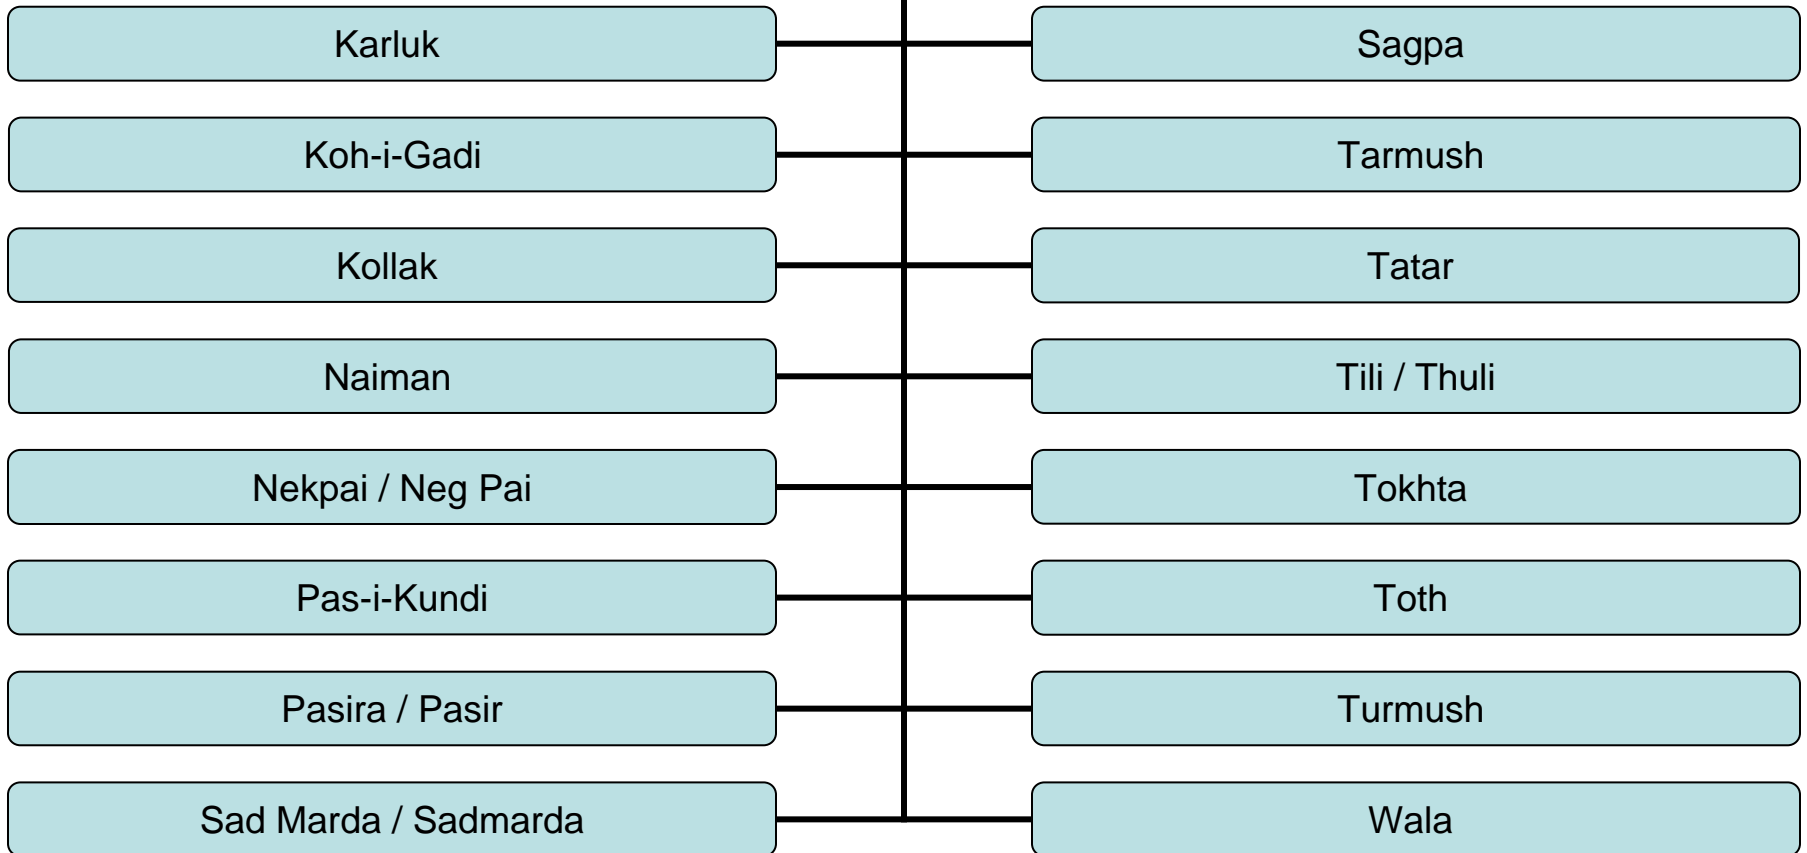 Karluk
Sagpa
Koh-i-Gadi
Tarmush
Kollak
Tatar
Naiman
Tili / Thuli
Nekpai / Neg Pai
Tokhta
Pas-i-Kundi
Toth
Pasira / Pasir
Turmush
Sad Marda / Sadmarda
Wala